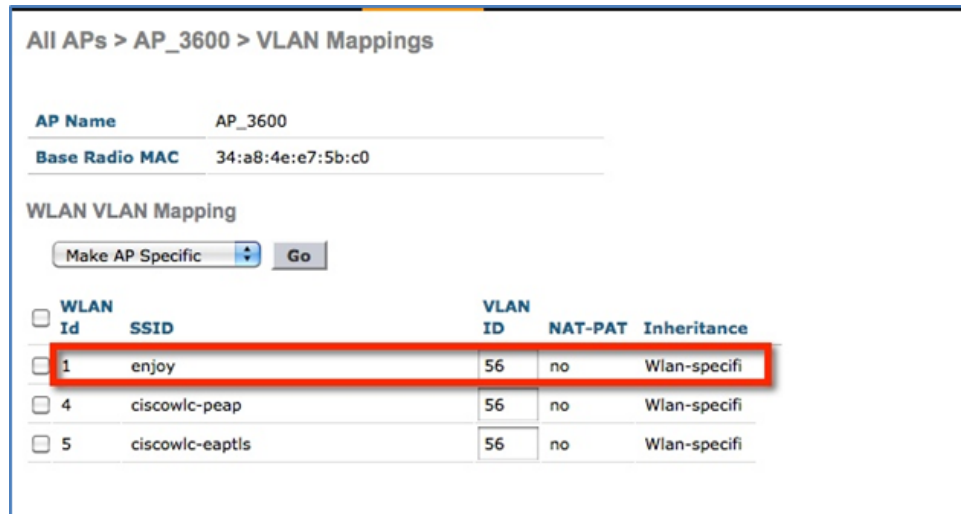 All APs > AP_3600 > VLAN Mappings
AP Name AP_3600
Base Radio MAC 34:a8:4e:e7:5b:c0
WLAN VLAN Mapping
Make AP Specific Go
WLAN Id SSID VLAN ID NAT-PAT Inheritance
1 enjoy 56 no Wlan-specifi
4 ciscowlc-peap 56 no Wlan-specifi
5 ciscowlc-eaptls 56 no Wlan-specifi